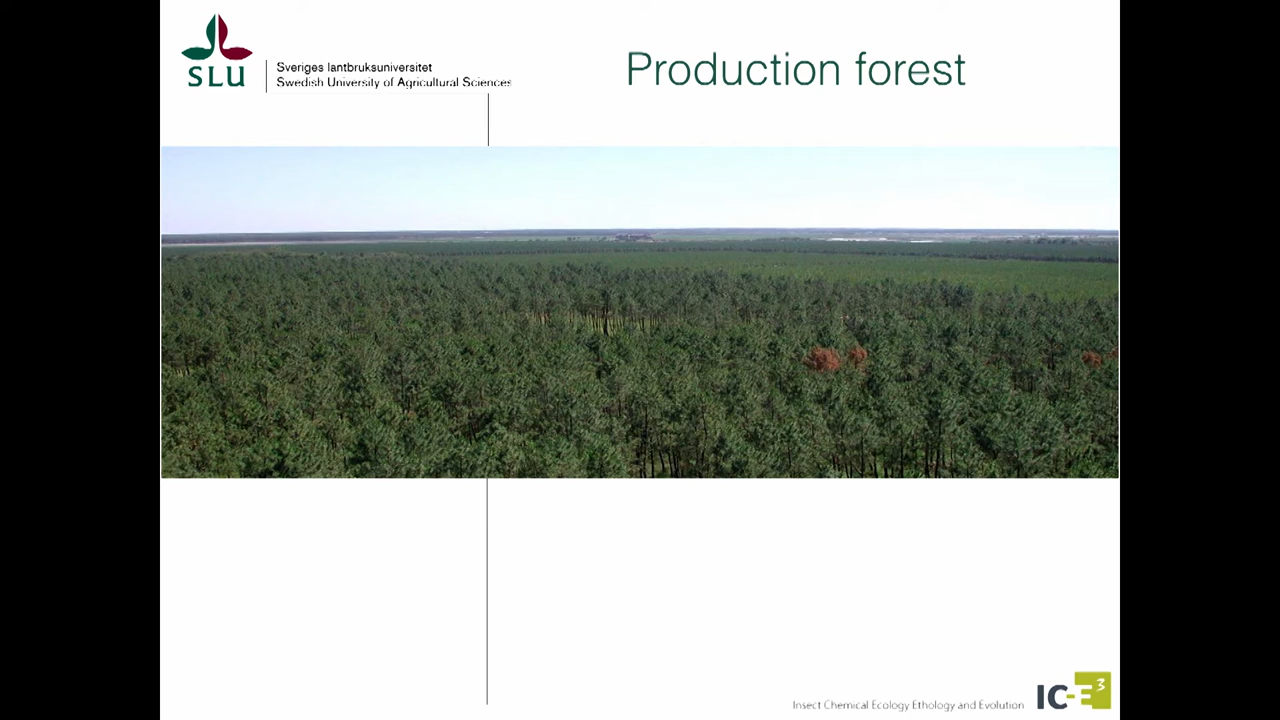 SLU
Sveriges lantbruksuniversitet
Swedish University of Agricultural Sciences
Production forest
Insect Chemical Ecology Ethology and Evolution
IC-E3